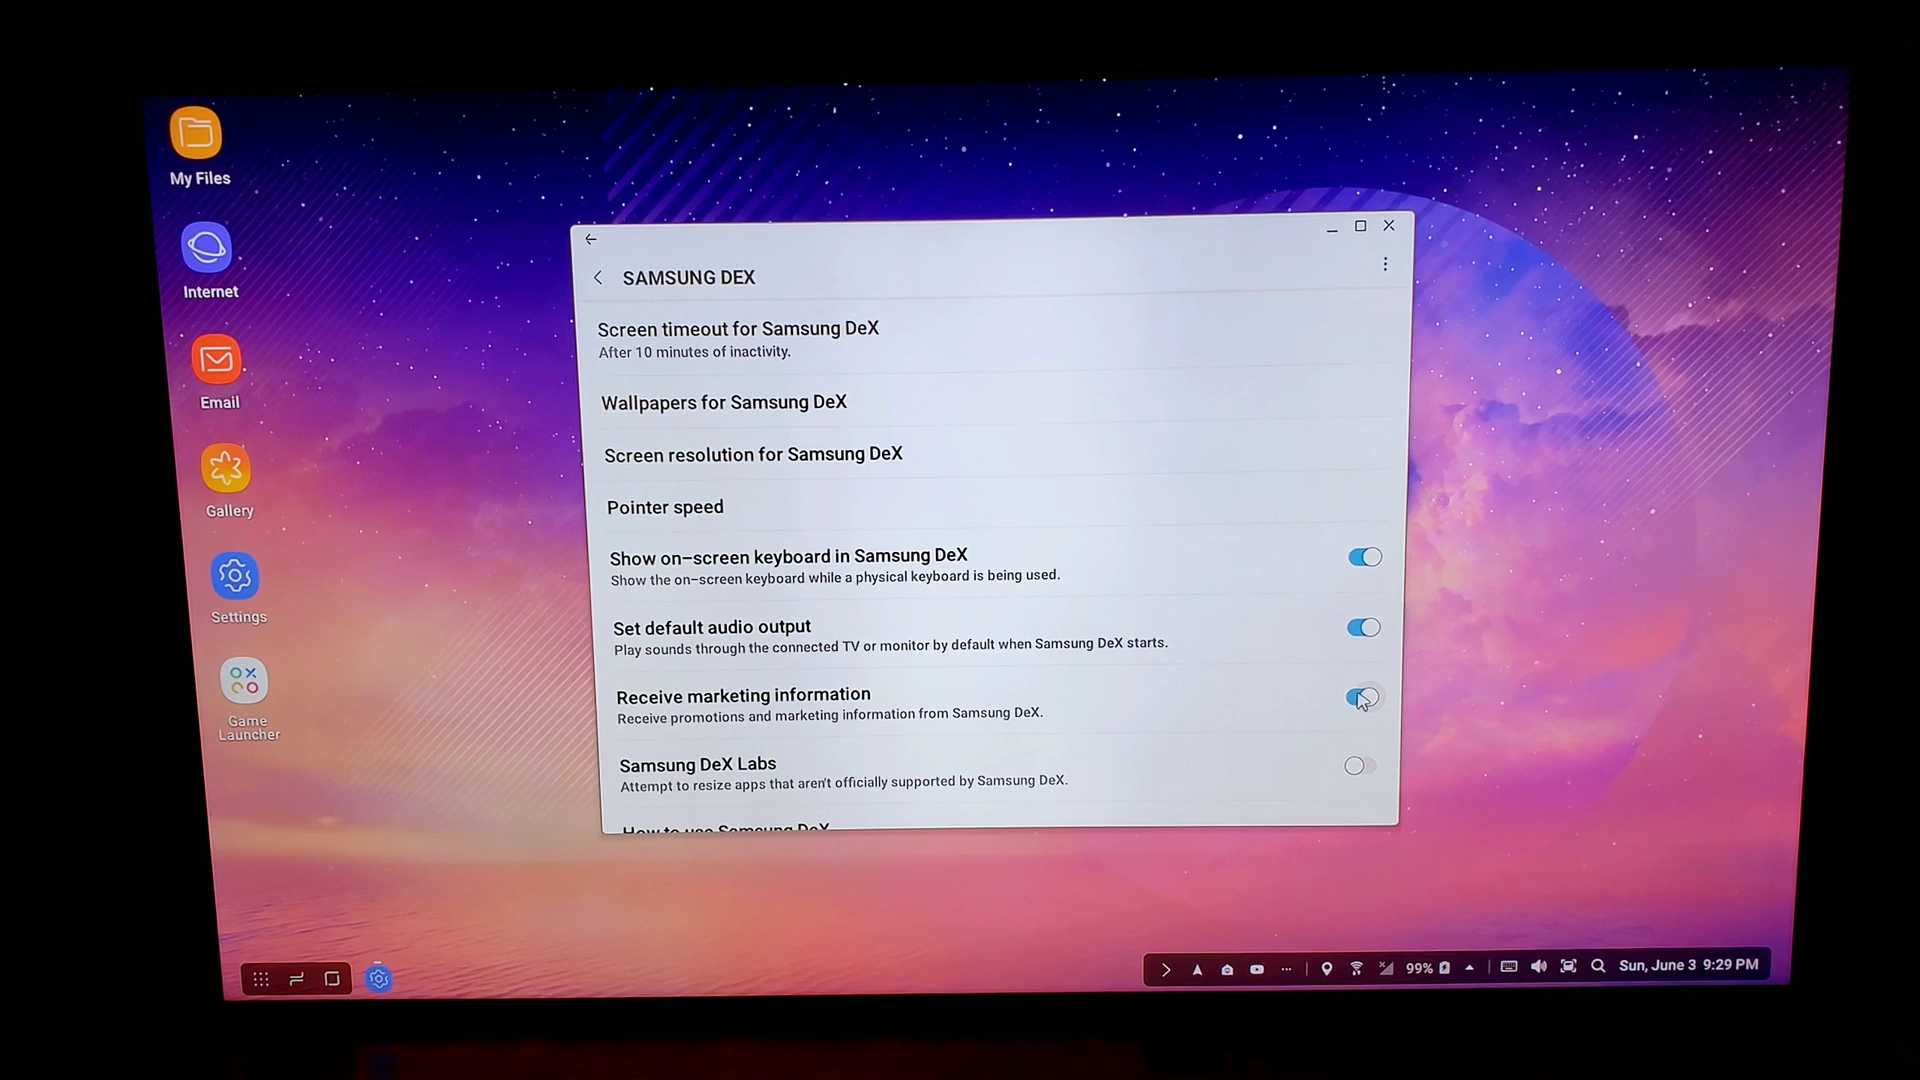 My Files
Internet
Email
Gallery
Settings
Game
Launcher
SAMSUNG DEX
Screen timeout for Samsung DeX
After 10 minutes of inactivity.
Wallpapers for Samsung DeX
Screen resolution for Samsung DeX
Pointer speed
Show on-screen keyboard in Samsung DeX
Show the on-screen keyboard while a physical keyboard is being used.
Set default audio output
Play sounds through the connected TV or monitor by default when Samsung DeX starts.
Receive marketing information
Receive promotions and marketing information from Samsung DeX.
Samsung DeX Labs
Attempt to resize apps that aren't officially supported by Samsung DeX.
How to use Samsung DeX
99%
Sun, June 3 9:29 PM